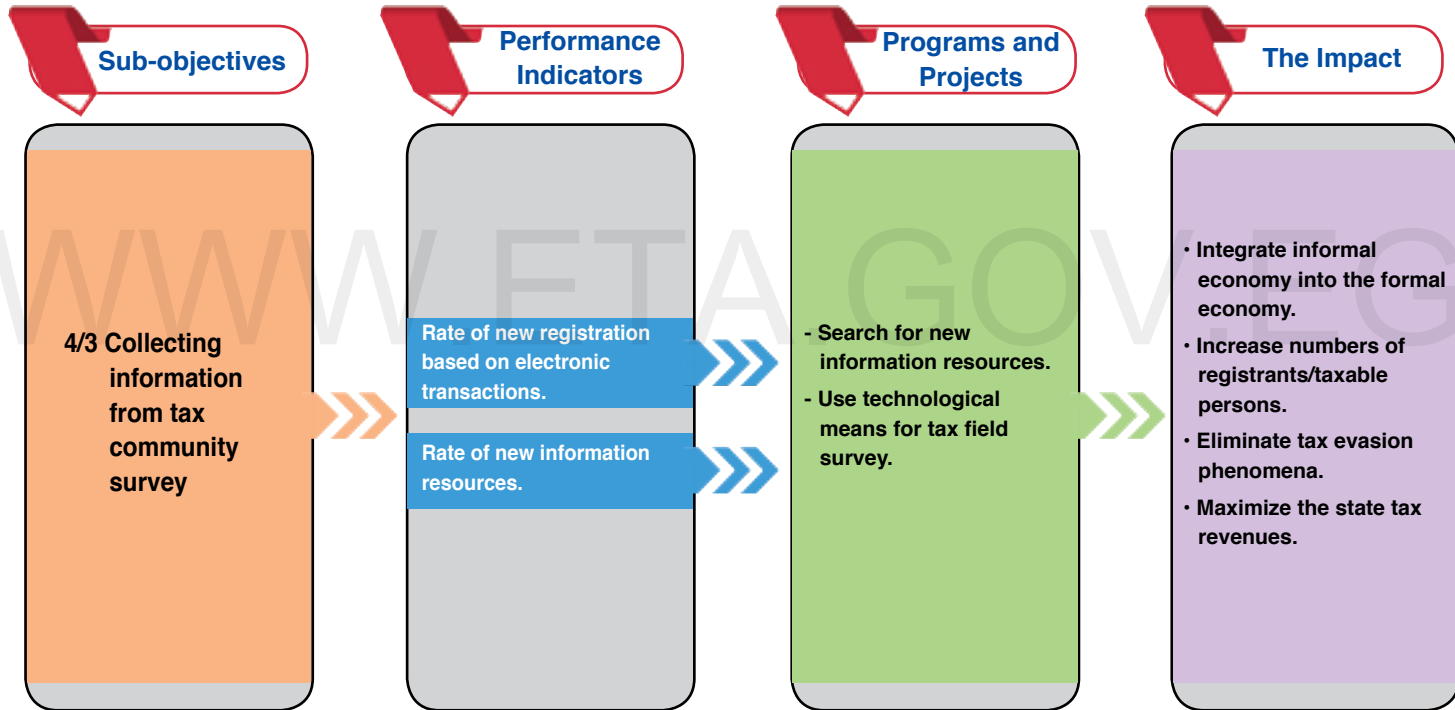 Sub-objectives
Performance
Indicators
Programs and
Projects
The Impact
4/3 Collecting
information
from tax
community
survey
Rate of new registration
based on electronic
transactions.
Rate of new information
resources.
- Search for new
information resources.
- Use technological
means for tax field
survey.
• Integrate informal
economy into the formal
economy.
• Increase numbers of
registrants/taxable
persons.
• Eliminate tax evasion
phenomena.
• Maximize the state tax
revenues.
WWW.ETA.GOV.EG